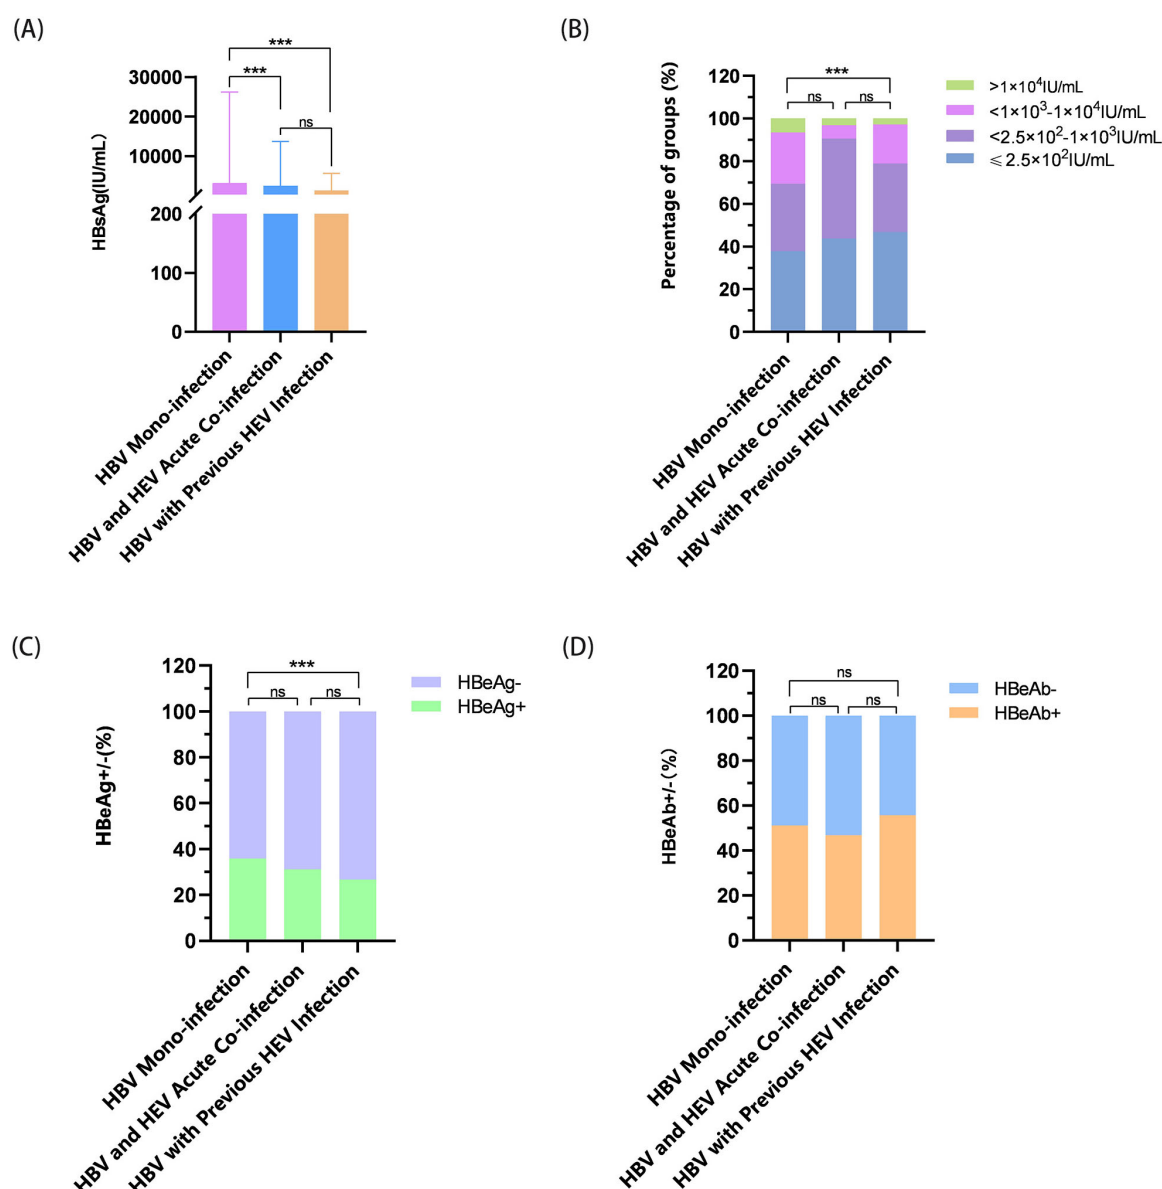 (A)
***
***
ns
30000
20000
10000
200
100
0
HBsAg(IU/mL)
HBV Mono-infection
HBV and HEV Acute Co-infection
HBV with Previous HEV Infection
(B)
***
ns
ns
120
100
80
60
40
20
0
Percentage of groups (%)
HBV Mono-infection
HBV and HEV Acute Co-infection
HBV with Previous HEV Infection
>1×10⁴IU/mL
<1×10³-1×10⁴IU/mL
<2.5×10²-1×10³IU/mL
⩽2.5×10²IU/mL
(C)
***
ns
ns
120
100
80
60
40
20
0
HBeAg+/-(%)
HBV Mono-infection
HBV and HEV Acute Co-infection
HBV with Previous HEV Infection
HBeAg-
HBeAg+
(D)
ns
ns
ns
120
100
80
60
40
20
0
HBeAb+/-(%)
HBV Mono-infection
HBV and HEV Acute Co-infection
HBV with Previous HEV Infection
HBeAb-
HBeAb+